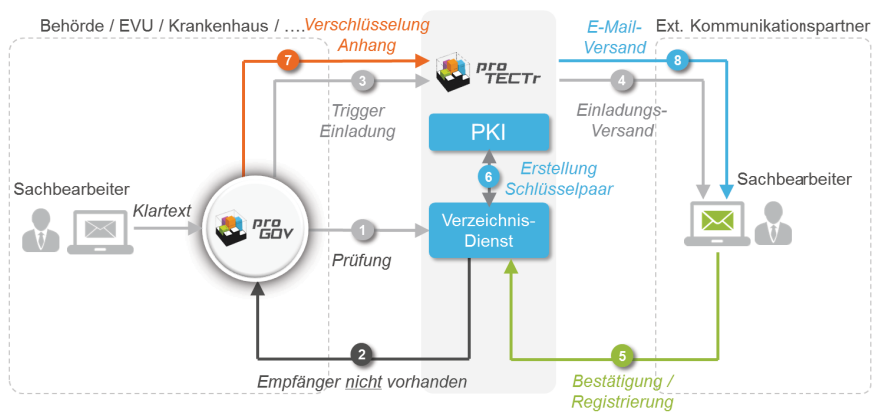 Behörde / EVU / Krankenhaus / ....
Verschlüsselung
Anhang
E-Mail-
Versand
Ext. Kommunikationspartner
7
8
3
pro
TECTr
4
Trigger
Einladung
Einladungs-
Versand
PKI
6
Erstellung
Schlüsselpaar
Sachbearbeiter
Sachbearbeiter
Klartext
pro
GOV
1
Prüfung
Verzeichnis-
Dienst
2
5
Empfänger nicht vorhanden
Bestätigung /
Registrierung